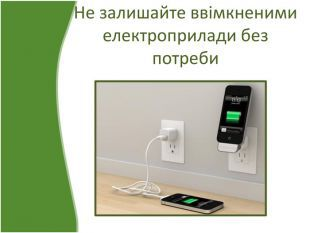 Не залишайте ввімкненими
електроприлади без
потреби